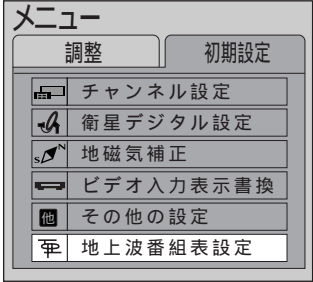 メニュー
調整 初期設定
チャンネル設定
衛星デジタル設定
S N 地磁気補正
ビデオ入力表示書換
他 その他の設定
地上波番組表設定